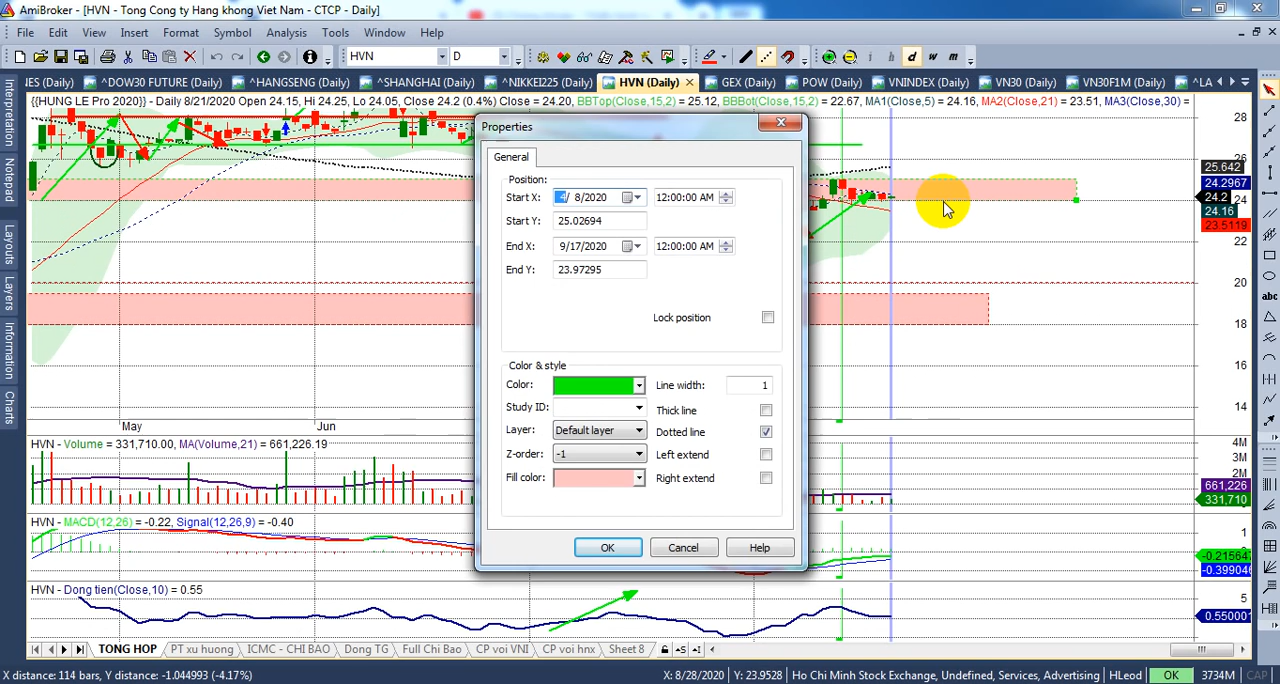 AmiBroker - [HVN - Tong Cong ty Hang khong Viet Nam - CTCP - Daily]
File Edit View Insert Format Symbol Analysis Tools Window Help
HVN D i h d w m
IES (Daily) ^DOW30 FUTURE (Daily) ^HANGSENG (Daily) ^SHANGHAI (Daily) ^NIKKEI225 (Daily) HVN (Daily) GEX (Daily) POW (Daily) VNINDEX (Daily) VN30 (Daily) VN30F1M (Daily) ^LA
{{HUNG LE Pro 2020}} - Daily 8/21/2020 Open 24.15, Hi 24.25, Lo 24.05, Close 24.2 (0.4%) Close = 24.20, BBTop(Close,15,2) = 25.12, BBBot(Close,15,2) = 22.67, MA1(Close,5) = 24.16, MA2(Close,21) = 23.51, MA3(Close,30) =
Interpretation
Notepad
Layouts
Layers
Information
Charts
Properties
General
Position:
Start X: 4/ 8/2020 12:00:00 AM
Start Y: 25.02694
End X: 9/17/2020 12:00:00 AM
End Y: 23.97295
Lock position
Color & style
Color: Line width: 1
Study ID: Thick line
Layer: Default layer Dotted line
Z-order: -1 Left extend
Fill color: Right extend
OK Cancel Help
28
26
25.642
24.2967
24 24.2
24.16
23.5119
22
20
18
16
14
abc
May Jun
HVN - Volume = 331,710.00, MA(Volume,21) = 661,226.19
4M
3M
2M
661,226
331,710
HVN - MACD(12,26) = -0.22, Signal(12,26,9) = -0.40
1
-0.215647
-0.399046
HVN - Dong tien(Close,10) = 0.55
5
0.550001
TONG HOP PT xu huong ICMC - CHI BAO Dong TG Full Chi Bao CP voi VNI CP voi hnx Sheet 8
X distance: 114 bars, Y distance: -1.044993 (-4.17%) X: 8/28/2020 Y: 23.9528 Ho Chi Minh Stock Exchange, Undefined, Services, Advertising HLeod OK 3734M CAP